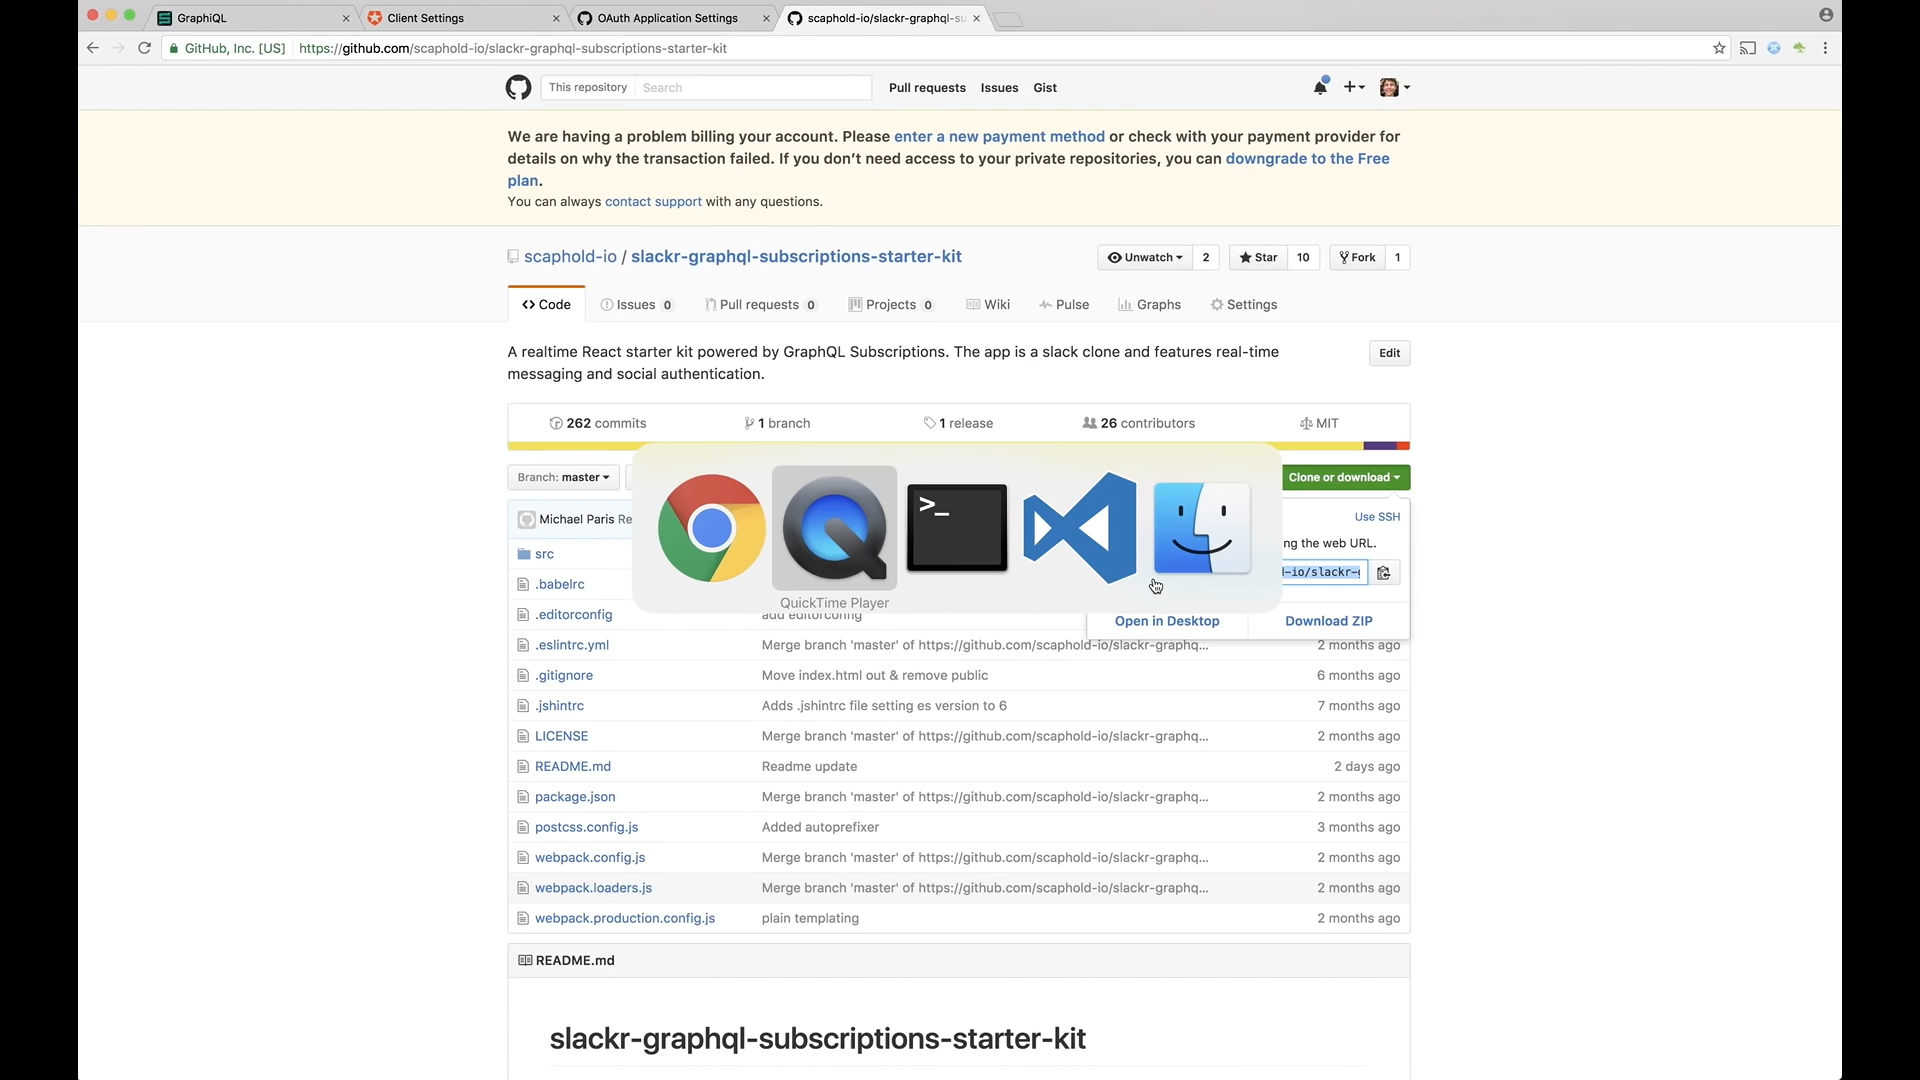 GraphiQL
Client Settings
OAuth Application Settings
scaphold-io/slackr-graphql-su
GitHub, Inc. [US]
https://github.com/scaphold-io/slackr-graphql-subscriptions-starter-kit
This repository
Search
Pull requests
Issues
Gist
We are having a problem billing your account. Please enter a new payment method or check with your payment provider for
details on why the transaction failed. If you don’t need access to your private repositories, you can downgrade to the Free
plan.
You can always contact support with any questions.
scaphold-io / slackr-graphql-subscriptions-starter-kit
Unwatch 2
Star 10
Fork 1
Code
Issues 0
Pull requests 0
Projects 0
Wiki
Pulse
Graphs
Settings
A realtime React starter kit powered by GraphQL Subscriptions. The app is a slack clone and features real-time
messaging and social authentication.
Edit
262 commits
1 branch
1 release
26 contributors
MIT
Branch: master
Clone or download
Michael Paris Re
Use SSH
ng the web URL.
-io/slackr-g
QuickTime Player
Open in Desktop
Download ZIP
src
.babelrc
.editorconfig
add editorconfig
.eslintrc.yml
Merge branch 'master' of https://github.com/scaphold-io/slackr-graphq...
2 months ago
.gitignore
Move index.html out & remove public
6 months ago
.jshintrc
Adds .jshintrc file setting es version to 6
7 months ago
LICENSE
Merge branch 'master' of https://github.com/scaphold-io/slackr-graphq...
2 months ago
README.md
Readme update
2 days ago
package.json
Merge branch 'master' of https://github.com/scaphold-io/slackr-graphq...
2 months ago
postcss.config.js
Added autoprefixer
3 months ago
webpack.config.js
Merge branch 'master' of https://github.com/scaphold-io/slackr-graphq...
2 months ago
webpack.loaders.js
Merge branch 'master' of https://github.com/scaphold-io/slackr-graphq...
2 months ago
webpack.production.config.js
plain templating
2 months ago
README.md
slackr-graphql-subscriptions-starter-kit